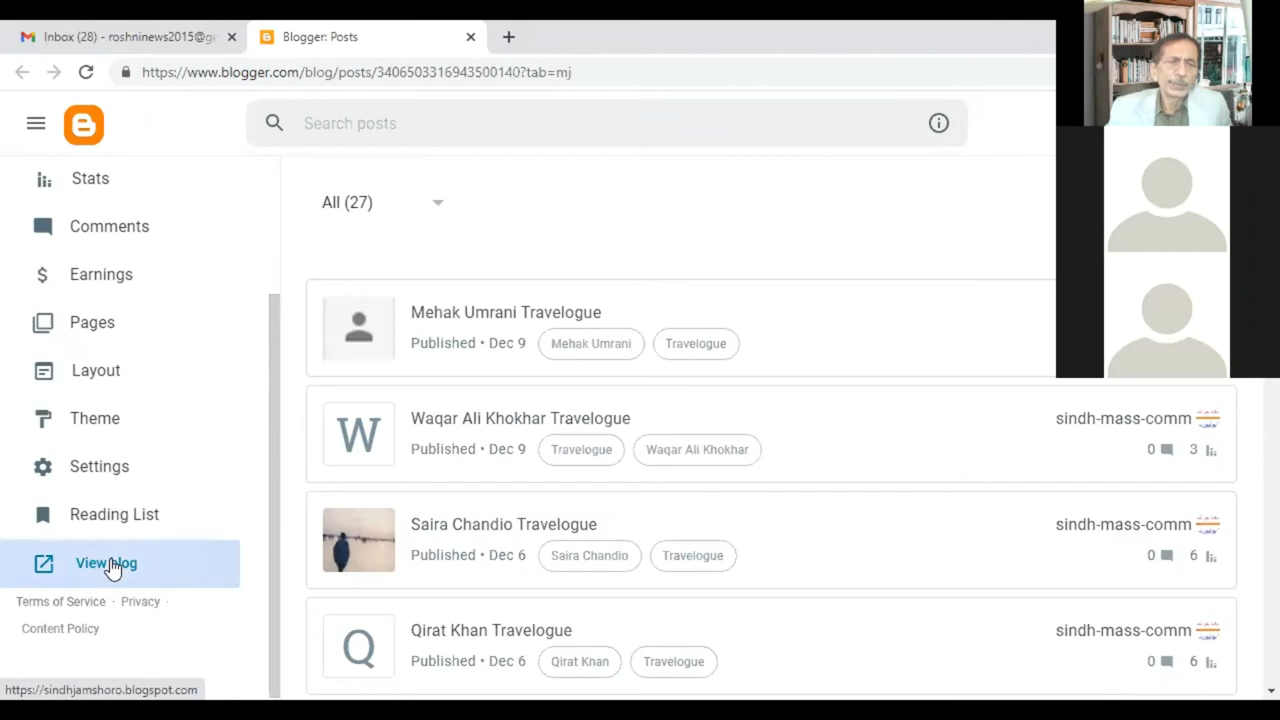 Inbox (28) - roshninews2015@g
Blogger: Posts
https://www.blogger.com/blog/posts/3406503316943500140?tab=mj
Search posts
Stats
Comments
Earnings
Pages
Layout
Theme
Settings
Reading List
View blog
Terms of Service · Privacy ·
Content Policy
https://sindhjamshoro.blogspot.com
All (27)
Mehak Umrani Travelogue
Published • Dec 9 Mehak Umrani Travelogue
W
Waqar Ali Khokhar Travelogue
sindh-mass-comm
Published • Dec 9 Travelogue Waqar Ali Khokhar
0 3
Saira Chandio Travelogue
sindh-mass-comm
Published • Dec 6 Saira Chandio Travelogue
0 6
Q
Qirat Khan Travelogue
sindh-mass-comm
Published • Dec 6 Qirat Khan Travelogue
0 6